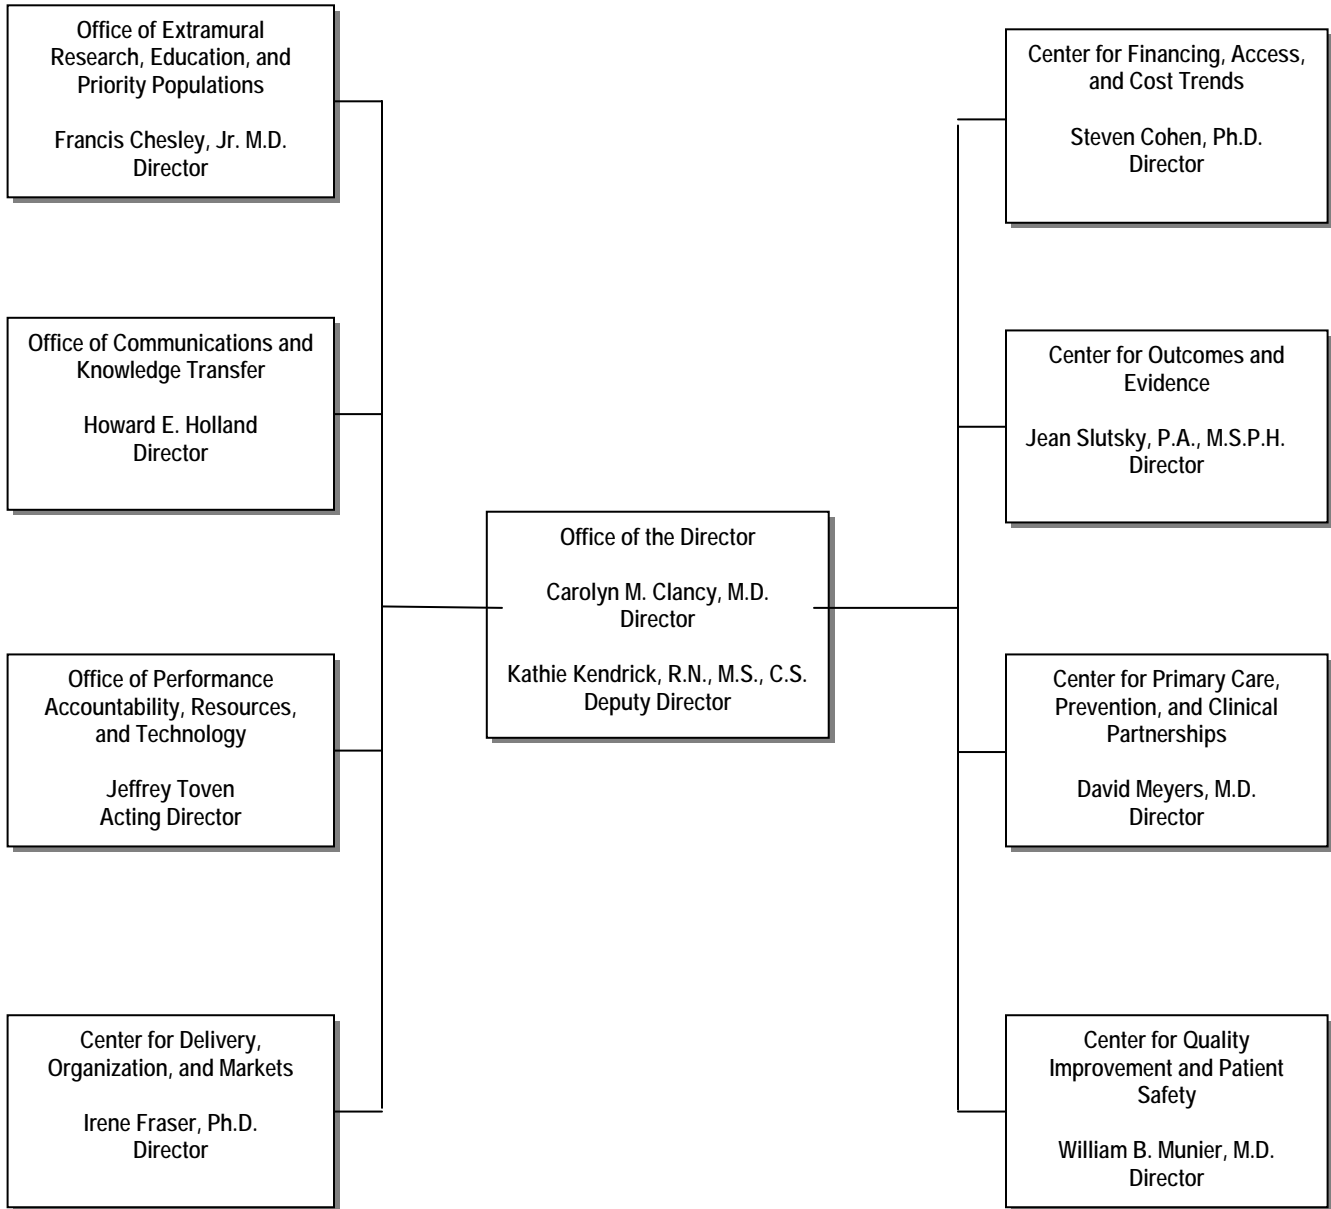 Office of Extramural
Research, Education, and
Priority Populations
Francis Chesley, Jr. M.D.
Director
Office of Communications and
Knowledge Transfer
Howard E. Holland
Director
Office of Performance
Accountability, Resources,
and Technology
Jeffrey Toven
Acting Director
Center for Delivery,
Organization, and Markets
Irene Fraser, Ph.D.
Director
Office of the Director
Carolyn M. Clancy, M.D.
Director
Kathie Kendrick, R.N., M.S., C.S.
Deputy Director
Center for Financing, Access,
and Cost Trends
Steven Cohen, Ph.D.
Director
Center for Outcomes and
Evidence
Jean Slutsky, P.A., M.S.P.H.
Director
Center for Primary Care,
Prevention, and Clinical
Partnerships
David Meyers, M.D.
Director
Center for Quality
Improvement and Patient
Safety
William B. Munier, M.D.
Director